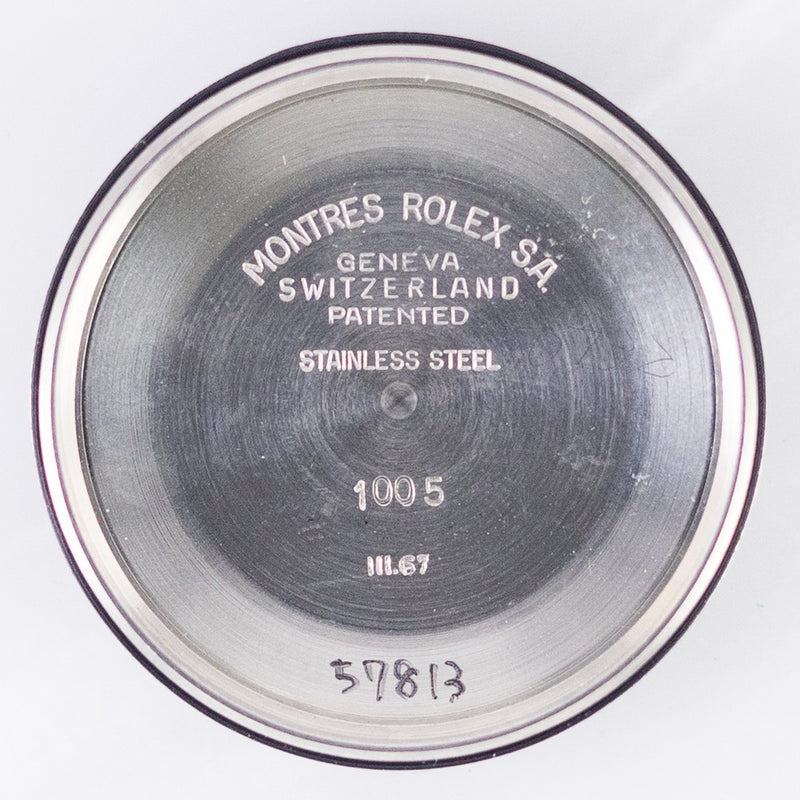 MONTRES ROLEX S.A.
GENEVA
SWITZERLAND
PATENTED
STAINLESS STEEL
1005
III.67
57813